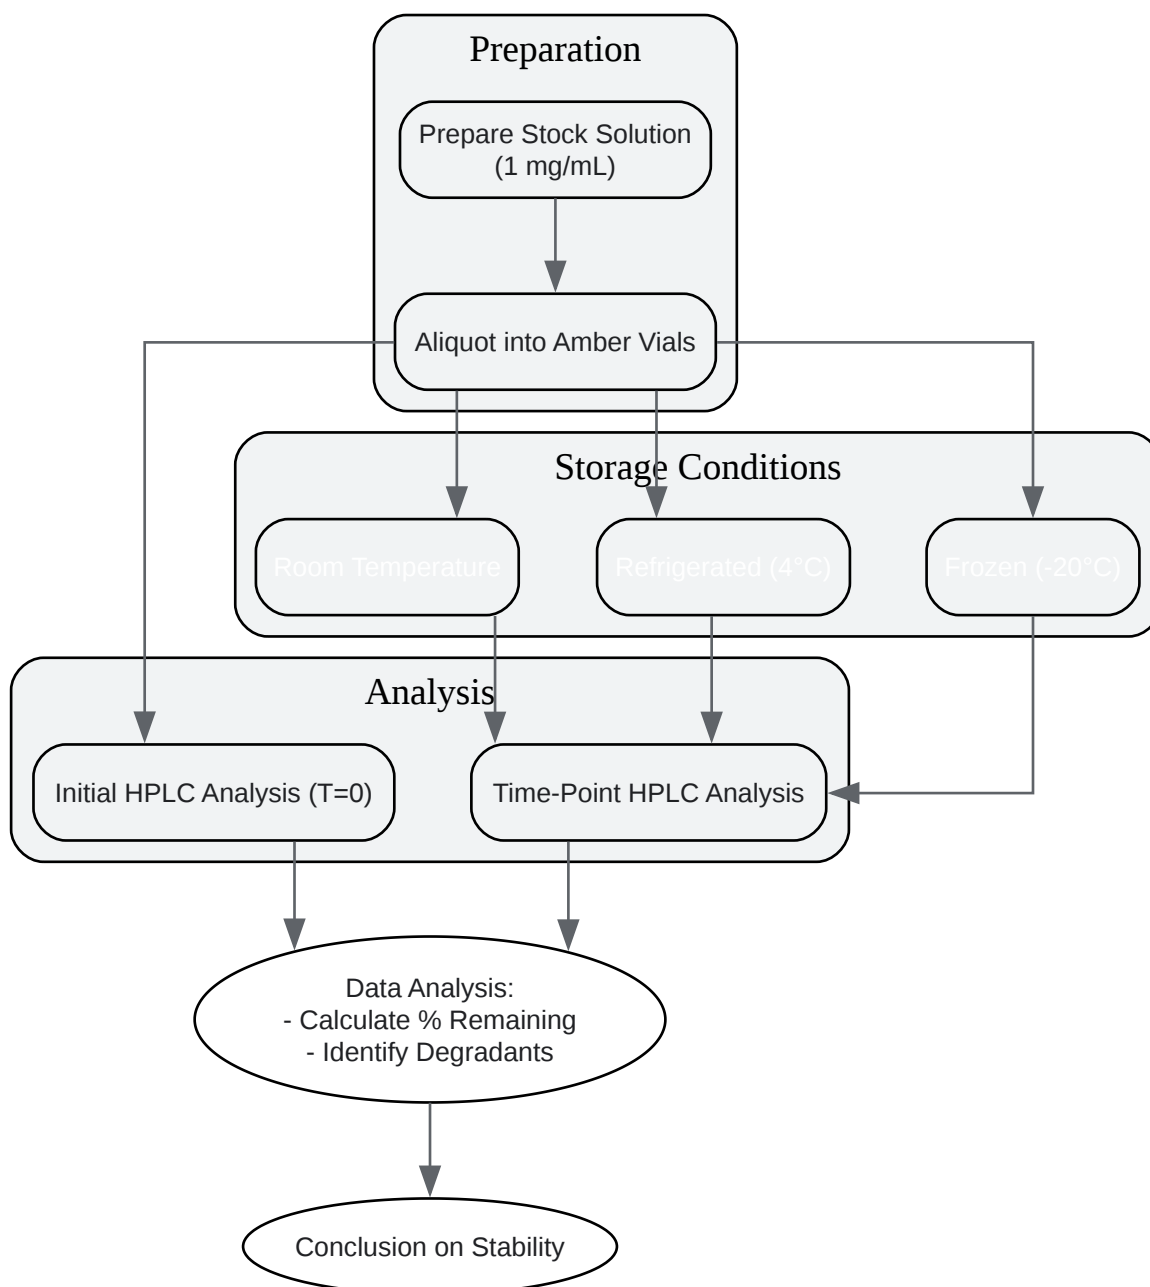 Preparation
Prepare Stock Solution
(1 mg/mL)
Aliquot into Amber Vials
Storage Conditions
Room Temperature
Refrigerated (4°C)
Frozen (-20°C)
Analysis
Initial HPLC Analysis (T=0)
Time-Point HPLC Analysis
Data Analysis:
- Calculate % Remaining
- Identify Degradants
Conclusion on Stability